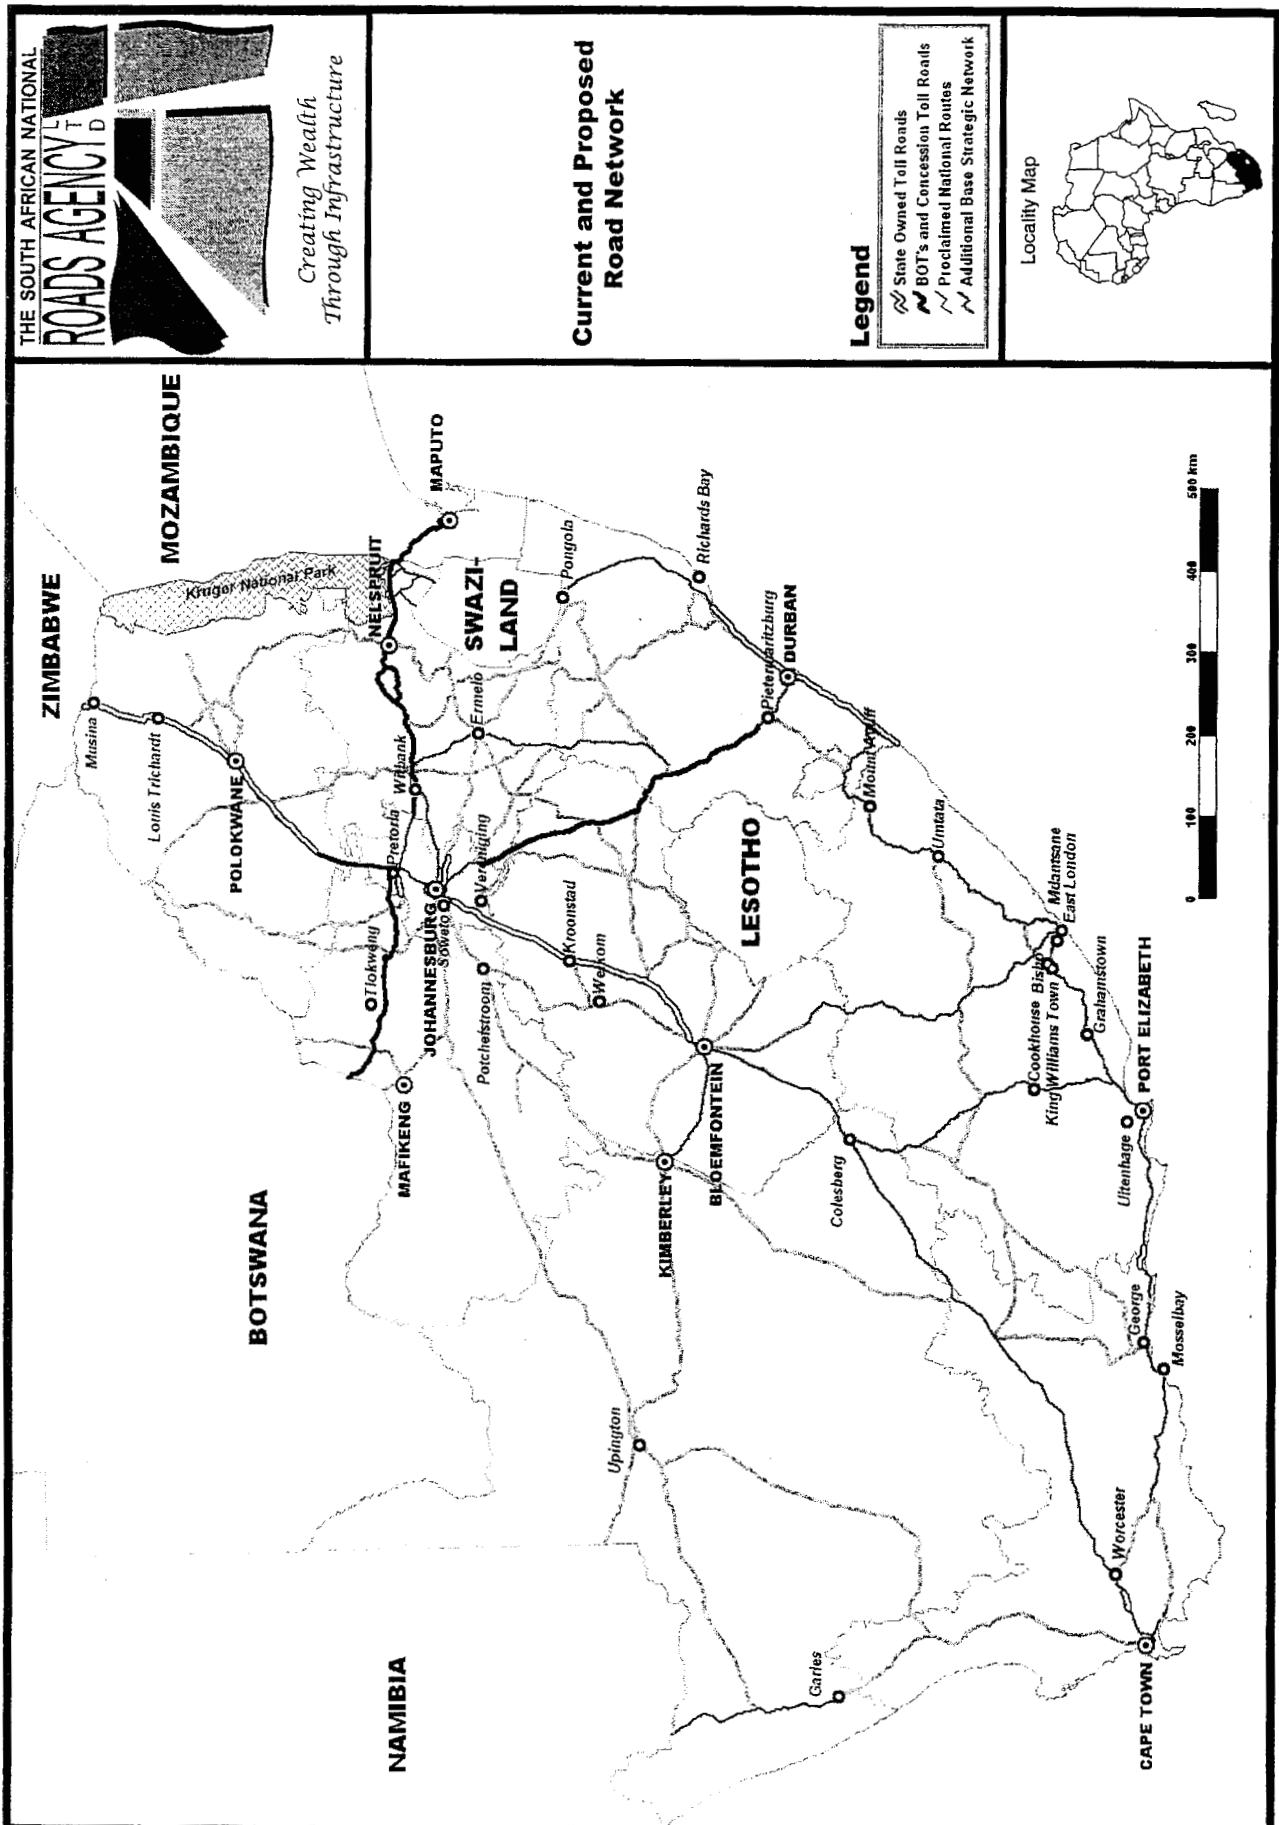 THE SOUTH AFRICAN NATIONAL
ROADS AGENCY LTD
Creating Wealth
Through Infrastructure
Current and Proposed
Road Network
Legend
State Owned Toll Roads
BOT's and Concession Toll Roads
Proclaimed National Routes
Additional Base Strategic Network
Locality Map
ZIMBABWE
MOZAMBIQUE
BOTSWANA
NAMIBIA
SWAZI-
LAND
LESOTHO
Kruger National Park
Musina
Louis Trichardt
POLOKWANE
NELSPRUIT
MAPUTO
Witbank
Ermelo
Pretoria
Tlokweng
JOHANNESBURG
Soweto
Vereniging
MAFIKENG
Potchefstroom
Kroonstad
Welkom
Pongola
Richards Bay
Pietermaritzburg
DURBAN
Mount Ayliff
Umtata
Mdantsane
East London
Bisho
King Williams Town
Grahamstown
Cookhouse
PORT ELIZABETH
Uitenhage
BLOEMFONTEIN
KIMBERLEY
Colesberg
Upington
George
Mosselbay
Worcester
Garies
CAPE TOWN
0 100 200 300 400 500 km